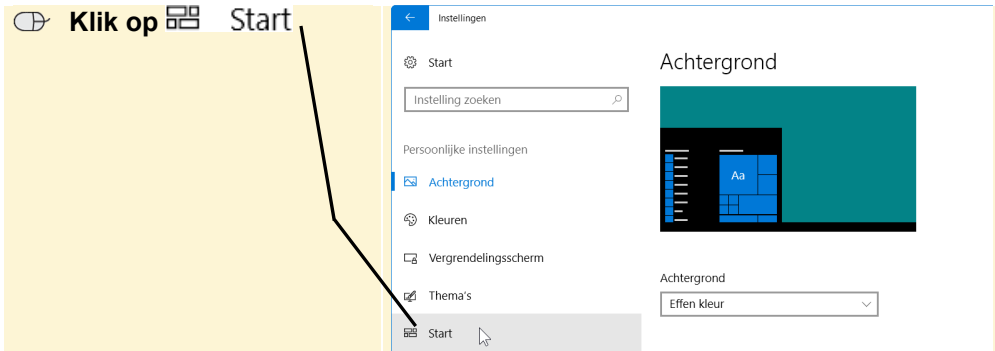 Klik op Start
Instellingen
Start
Instelling zoeken
Persoonlijke instellingen
Achtergrond
Kleuren
Vergrendelingsscherm
Thema's
Start
Achtergrond
Aa
Achtergrond
Effen kleur